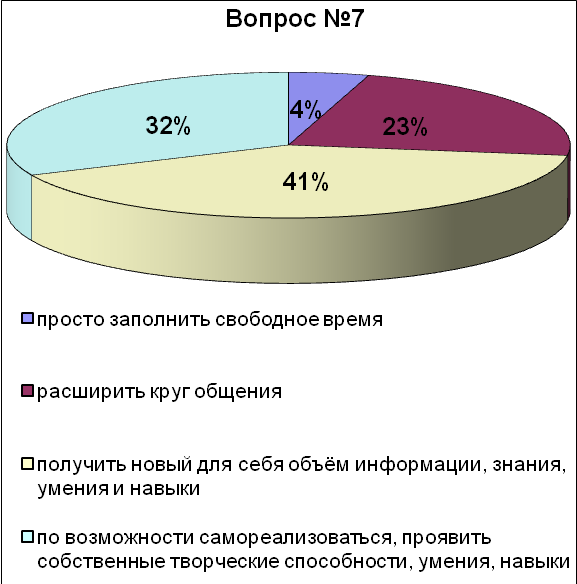 Вопрос №7
4%
32%
23%
41%
просто заполнить свободное время
расширить круг общения
получить новый для себя объём информации, знания,
умения и навыки
по возможности самореализоваться, проявить
собственные творческие способности, умения, навыки